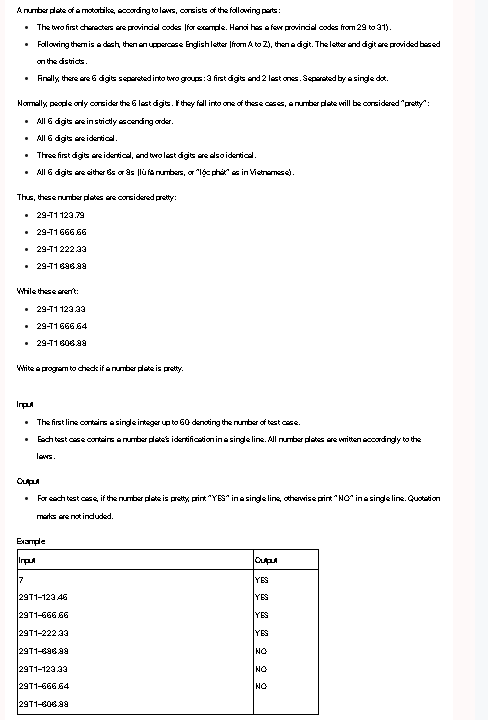 A number plate of a motorbike, according to laws, consists of the following parts:
The two first characters are provincial codes (for example. Hanoi has a few provincial codes from 29 to 31).
Following them is a dash, then an uppercase English letter (from A to Z), then a digit. The letter and digit are provided based
on the districts.
Finally, there are 6 digits separeted into two groups: 3 first digits and 2 last ones. Separated by a single dot.
Normally, people only consider the 6 last digits. If they fall into one of these cases, a number plate will be considered "pretty":
All 6 digits are in strictly ascending order.
All 6 digits are identical.
Three first digits are identical, and two last digits are also identical.
All 6 digits are either 6s or 8s (lù fá numbers, or "lộc phát" as in Vietnamese).
Thus, these number plates are considered pretty:
29-T1 123.79
29-T1 666.66
29-T1 222.33
29-T1 686.88
While these aren't:
29-T1 123.33
29-T1 666.64
29-T1 606.88
Write a program to check if a number plate is pretty.
Input
The first line contains a single integer up to 60 denoting the number of test case.
Each test case contains a number plate's identification in a single line. All number plates are written accordingly to the
laws.
Output
For each test case, if the number plate is pretty, print "YES" in a single line, otherwise print "NO" in a single line. Quotation
marks are not included.
Example
Input Output
7 YES
29T1-123.46 YES
29T1-666.66 YES
29T1-222.33 YES
29T1-686.88 NO
29T1-123.33 NO
29T1-666.64 NO
29T1-606.88